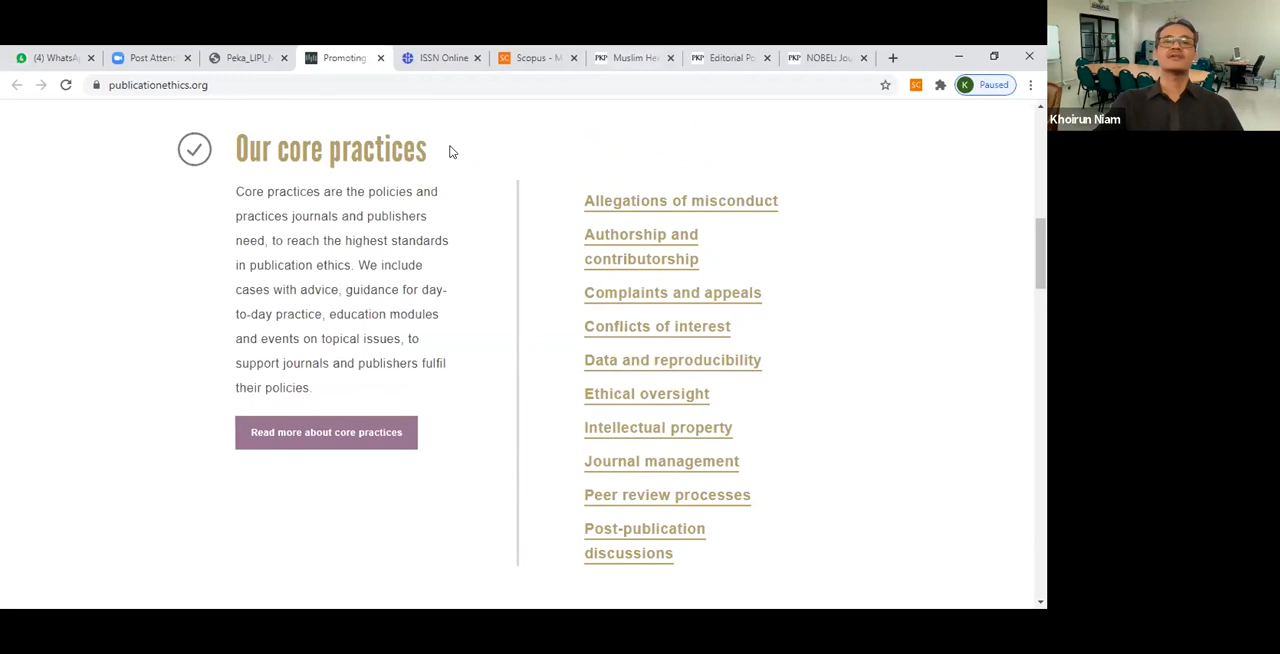 (4) WhatsA
Post Attend
Peka_LIPI_N
Promoting
ISSN Online
Scopus - M
Muslim He
Editorial Po
NOBEL: Jou
publicationethics.org
SC
K Paused
Khoirun Niam
Our core practices
Core practices are the policies and
practices journals and publishers
need, to reach the highest standards
in publication ethics. We include
cases with advice, guidance for day-
to-day practice, education modules
and events on topical issues, to
support journals and publishers fulfil
their policies.
Read more about core practices
Allegations of misconduct
Authorship and
contributorship
Complaints and appeals
Conflicts of interest
Data and reproducibility
Ethical oversight
Intellectual property
Journal management
Peer review processes
Post-publication
discussions